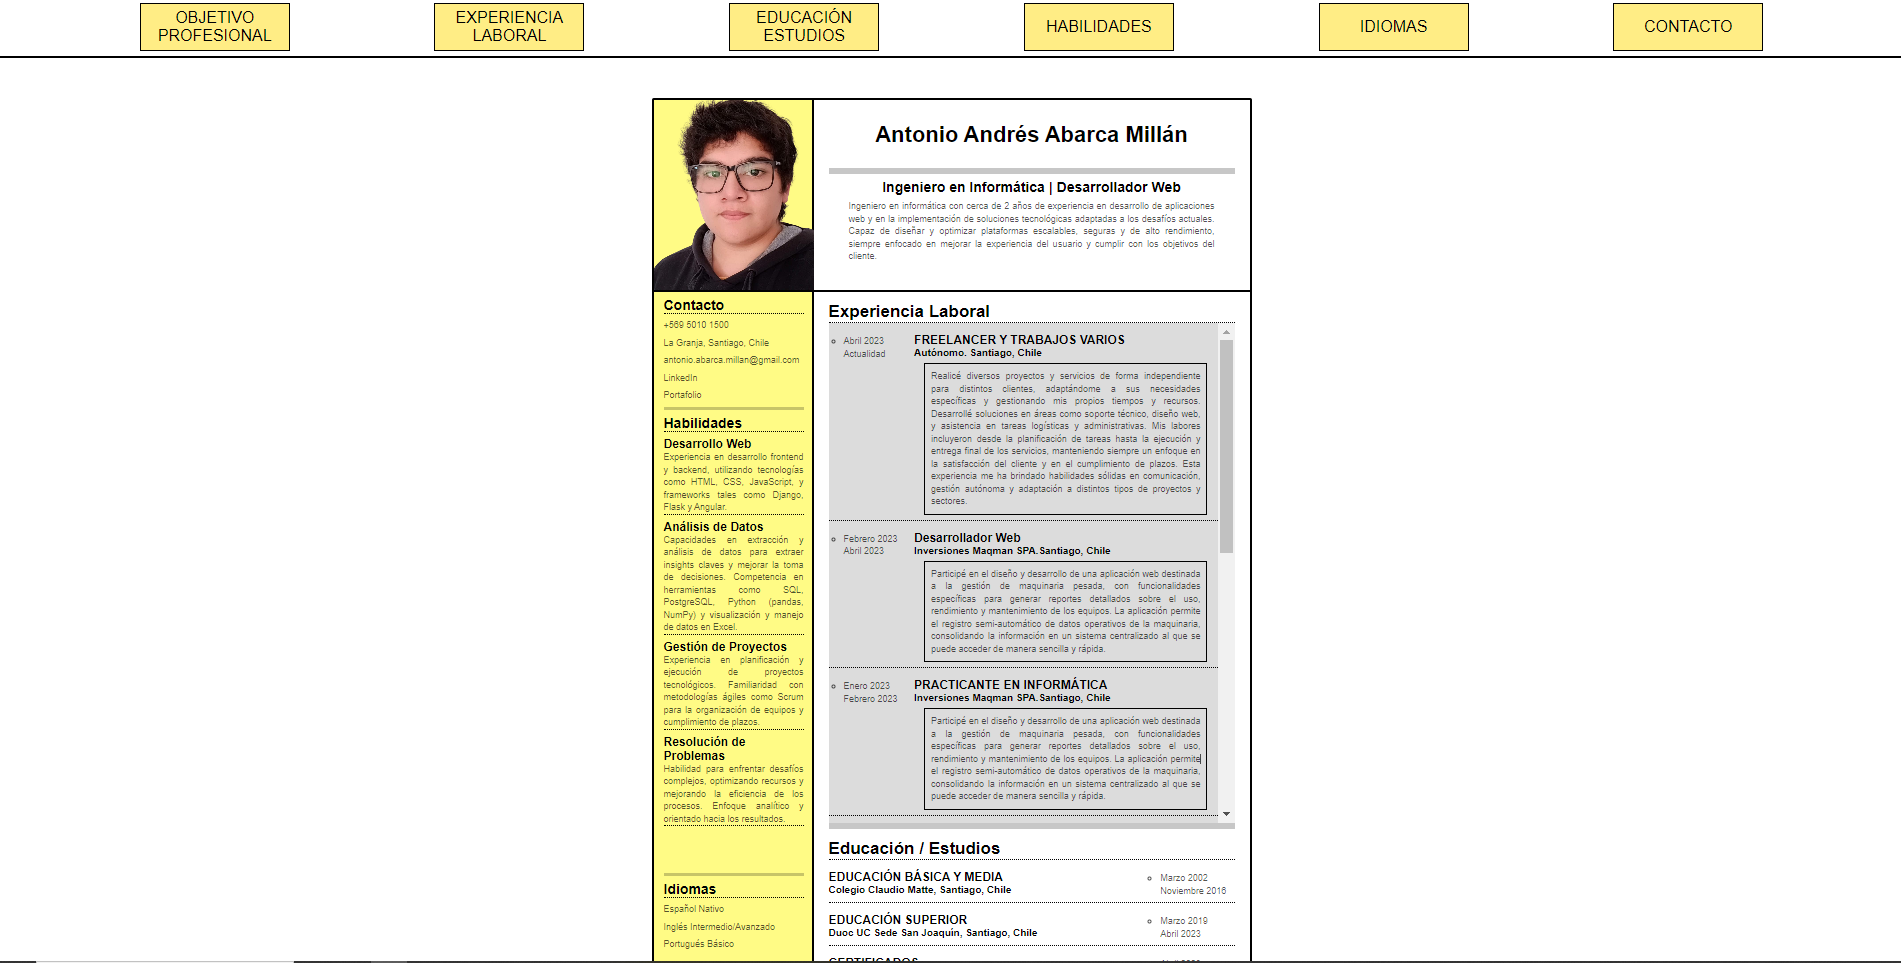 OBJETIVO
PROFESIONAL
EXPERIENCIA
LABORAL
EDUCACIÓN
ESTUDIOS
HABILIDADES
IDIOMAS
CONTACTO
Antonio Andrés Abarca Millán
Ingeniero en Informática | Desarrollador Web
Ingeniero en informática con cerca de 2 años de experiencia en desarrollo de aplicaciones
web y en la implementación de soluciones tecnológicas adaptadas a los desafíos actuales.
Capaz de diseñar y optimizar plataformas escalables, seguras y de alto rendimiento,
siempre enfocado en mejorar la experiencia del usuario y cumplir con los objetivos del
cliente.
Contacto
+569 5010 1500
La Granja, Santiago, Chile
antonio.abarca.millan@gmail.com
LinkedIn
Portafolio
Habilidades
Desarrollo Web
Experiencia en desarrollo frontend
y backend, utilizando tecnologías
como HTML, CSS, JavaScript, y
frameworks tales como Django,
Flask y Angular.
Análisis de Datos
Capacidades en extracción y
análisis de datos para extraer
insights claves y mejorar la toma
de decisiones. Competencia en
herramientas como SQL,
PostgreSQL, Python (pandas,
NumPy) y visualización y manejo
de datos en Excel.
Gestión de Proyectos
Experiencia en planificación y
ejecución de proyectos
tecnológicos. Familiaridad con
metodologías ágiles como Scrum
para la organización de equipos y
cumplimiento de plazos.
Resolución de
Problemas
Habilidad para enfrentar desafíos
complejos, optimizando recursos y
mejorando la eficiencia de los
procesos. Enfoque analítico y
orientado hacia los resultados.
Idiomas
Español Nativo
Inglés Intermedio/Avanzado
Portugués Básico
Experiencia Laboral
Abril 2023
Actualidad
FREELANCER Y TRABAJOS VARIOS
Autónomo. Santiago, Chile
Realicé diversos proyectos y servicios de forma independiente
para distintos clientes, adaptándome a sus necesidades
específicas y gestionando mis propios tiempos y recursos.
Desarrollé soluciones en áreas como soporte técnico, diseño web,
y asistencia en tareas logísticas y administrativas. Mis labores
incluyeron desde la planificación de tareas hasta la ejecución y
entrega final de los servicios, manteniendo siempre un enfoque en
la satisfacción del cliente y en el cumplimiento de plazos. Esta
experiencia me ha brindado habilidades sólidas en comunicación,
gestión autónoma y adaptación a distintos tipos de proyectos y
sectores.
Febrero 2023
Abril 2023
Desarrollador Web
Inversiones Maqman SPA.Santiago, Chile
Participé en el diseño y desarrollo de una aplicación web destinada
a la gestión de maquinaria pesada, con funcionalidades
específicas para generar reportes detallados sobre el uso,
rendimiento y mantenimiento de los equipos. La aplicación permite
el registro semi-automático de datos operativos de la maquinaria,
consolidando la información en un sistema centralizado al que se
puede acceder de manera sencilla y rápida.
Enero 2023
Febrero 2023
PRACTICANTE EN INFORMÁTICA
Inversiones Maqman SPA.Santiago, Chile
Participé en el diseño y desarrollo de una aplicación web destinada
a la gestión de maquinaria pesada, con funcionalidades
específicas para generar reportes detallados sobre el uso,
rendimiento y mantenimiento de los equipos. La aplicación permite
el registro semi-automático de datos operativos de la maquinaria,
consolidando la información en un sistema centralizado al que se
puede acceder de manera sencilla y rápida.
Educación / Estudios
EDUCACIÓN BÁSICA Y MEDIA
Colegio Claudio Matte, Santiago, Chile
Marzo 2002
Noviembre 2016
EDUCACIÓN SUPERIOR
Duoc UC Sede San Joaquín, Santiago, Chile
Marzo 2019
Abril 2023
CERTIFICADOS